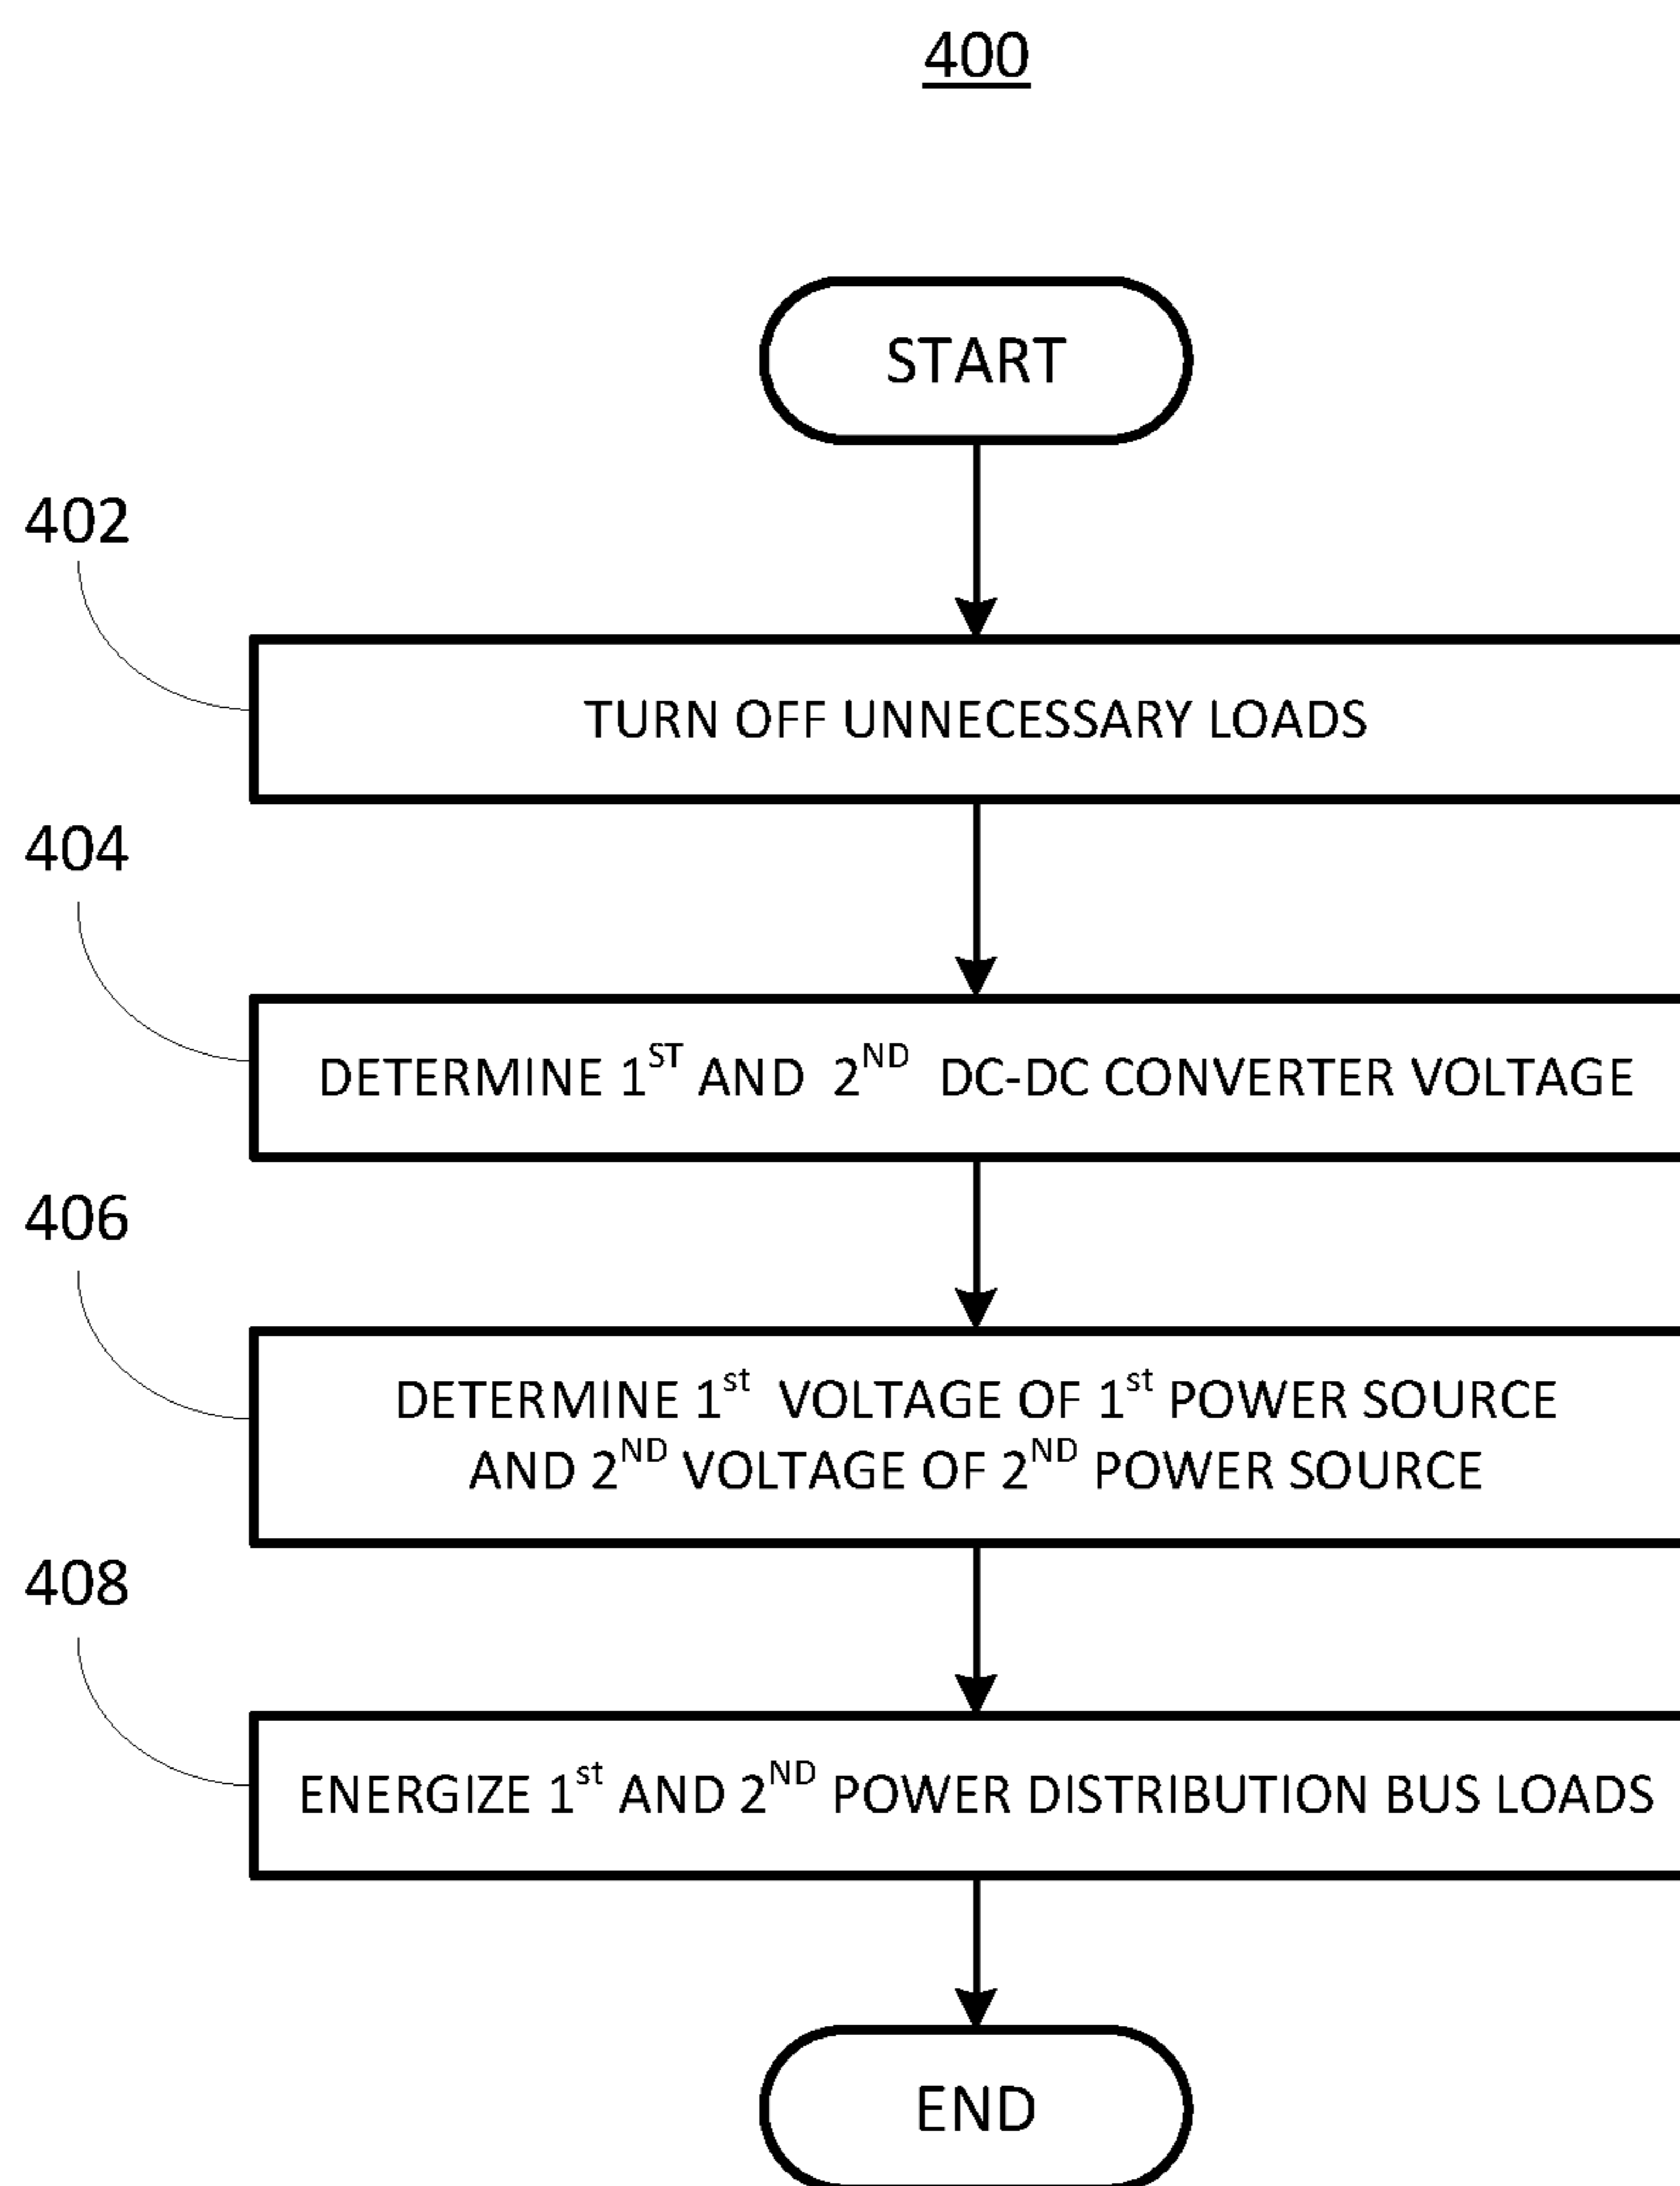 400
START
402
TURN OFF UNNECESSARY LOADS
404
DETERMINE 1ST AND 2ND DC-DC CONVERTER VOLTAGE
406
DETERMINE 1st VOLTAGE OF 1st POWER SOURCE
AND 2ND VOLTAGE OF 2ND POWER SOURCE
408
ENERGIZE 1st AND 2ND POWER DISTRIBUTION BUS LOADS
END